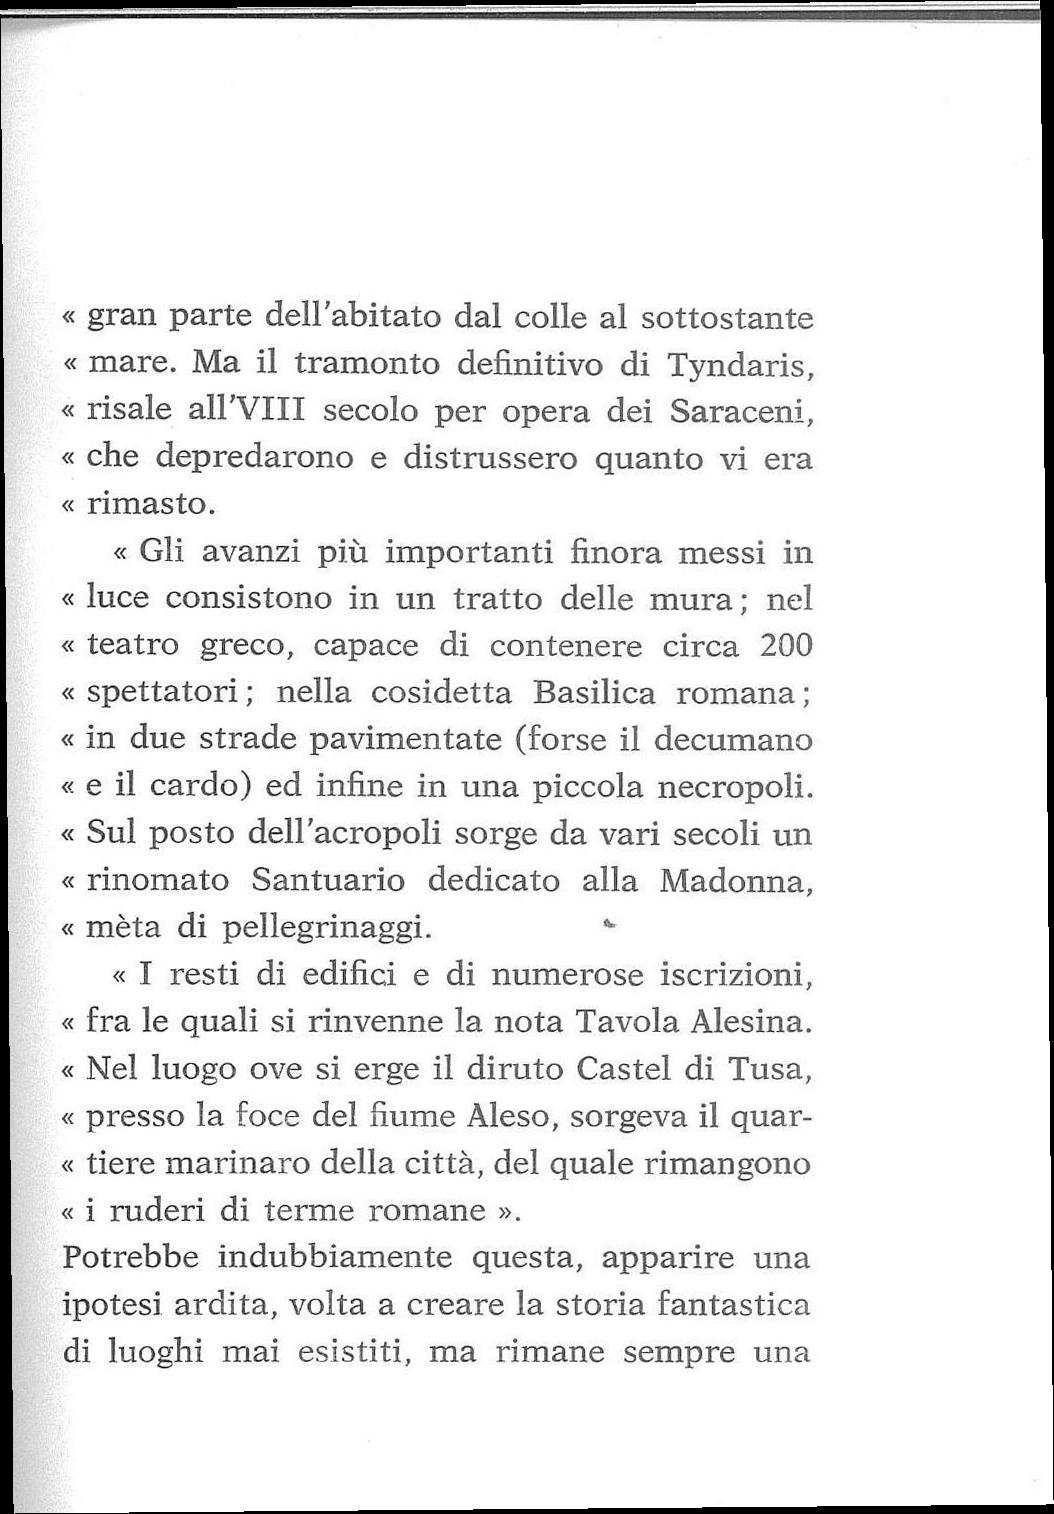 « gran parte dell'abitato dal colle al sottostante
« mare. Ma il tramonto definitivo di Tyndaris,
« risale all'VIII secolo per opera dei Saraceni,
« che depredarono e distrussero quanto vi era
« rimasto.
« Gli avanzi più importanti finora messi in
« luce consistono in un tratto delle mura; nel
« teatro greco, capace di contenere circa 200
« spettatori; nella cosidetta Basilica romana;
« in due strade pavimentate (forse il decumano
« e il cardo) ed infine in una piccola necropoli.
« Sul posto dell'acropoli sorge da vari secoli un
« rinomato Santuario dedicato alla Madonna,
« mèta di pellegrinaggi.
« I resti di edifici e di numerose iscrizioni,
« fra le quali si rinvenne la nota Tavola Alesina.
« Nel luogo ove si erge il diruto Castel di Tusa,
« presso la foce del fiume Aleso, sorgeva il quar-
« tiere marinaro della città, del quale rimangono
« i ruderi di terme romane ».
Potrebbe indubbiamente questa, apparire una
ipotesi ardita, volta a creare la storia fantastica
di luoghi mai esistiti, ma rimane sempre una